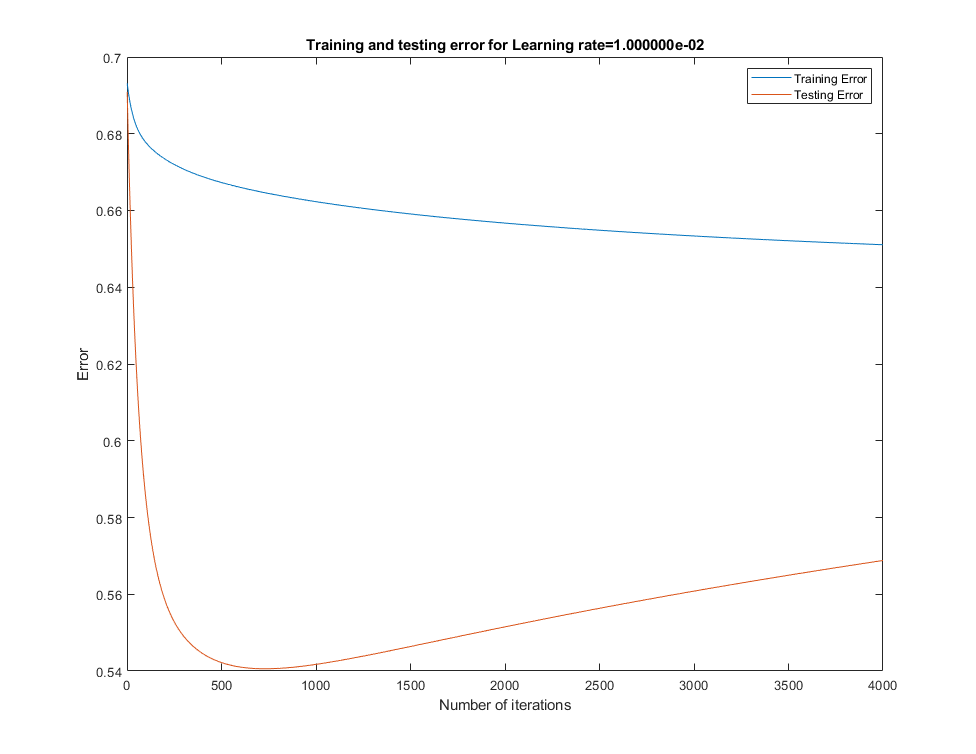 Training and testing error for Learning rate=1.000000e-02
Training Error
Testing Error
Error
0.7
0.68
0.66
0.64
0.62
0.6
0.58
0.56
0.54
0 500 1000 1500 2000 2500 3000 3500 4000
Number of iterations